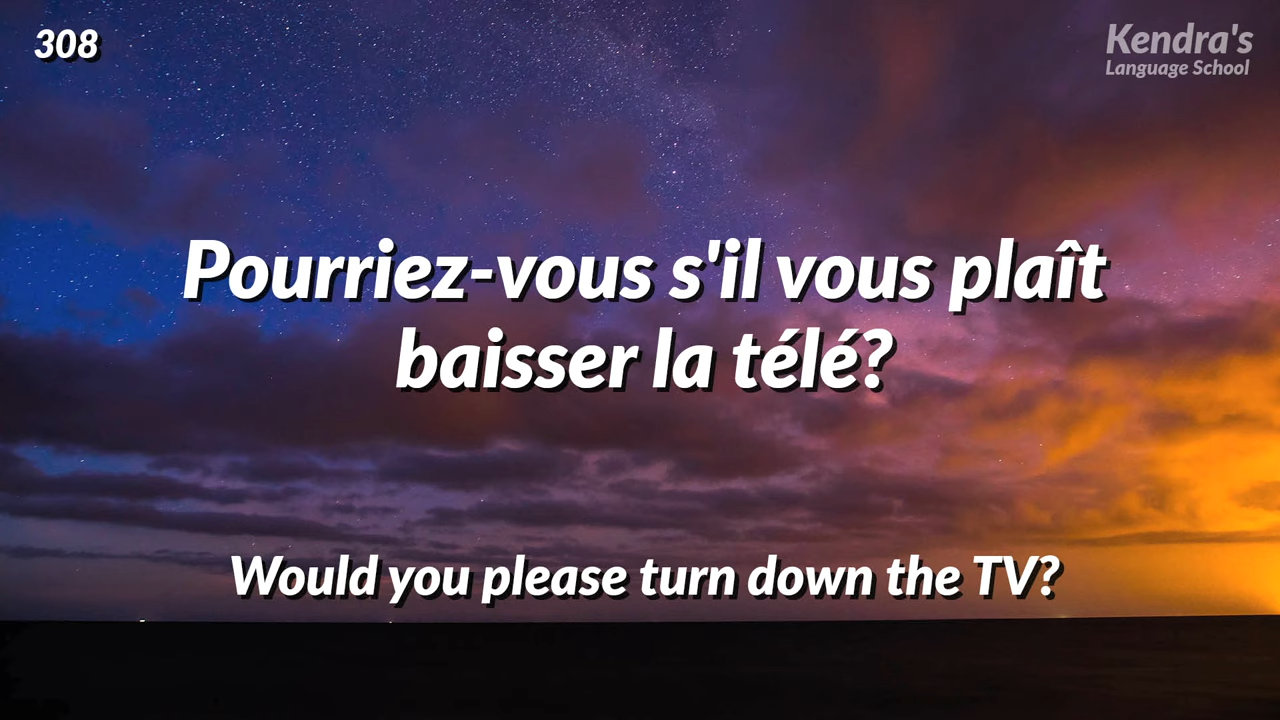 308
Kendra's
Language School
Pourriez-vous s'il vous plaît
baisser la télé?
Would you please turn down the TV?